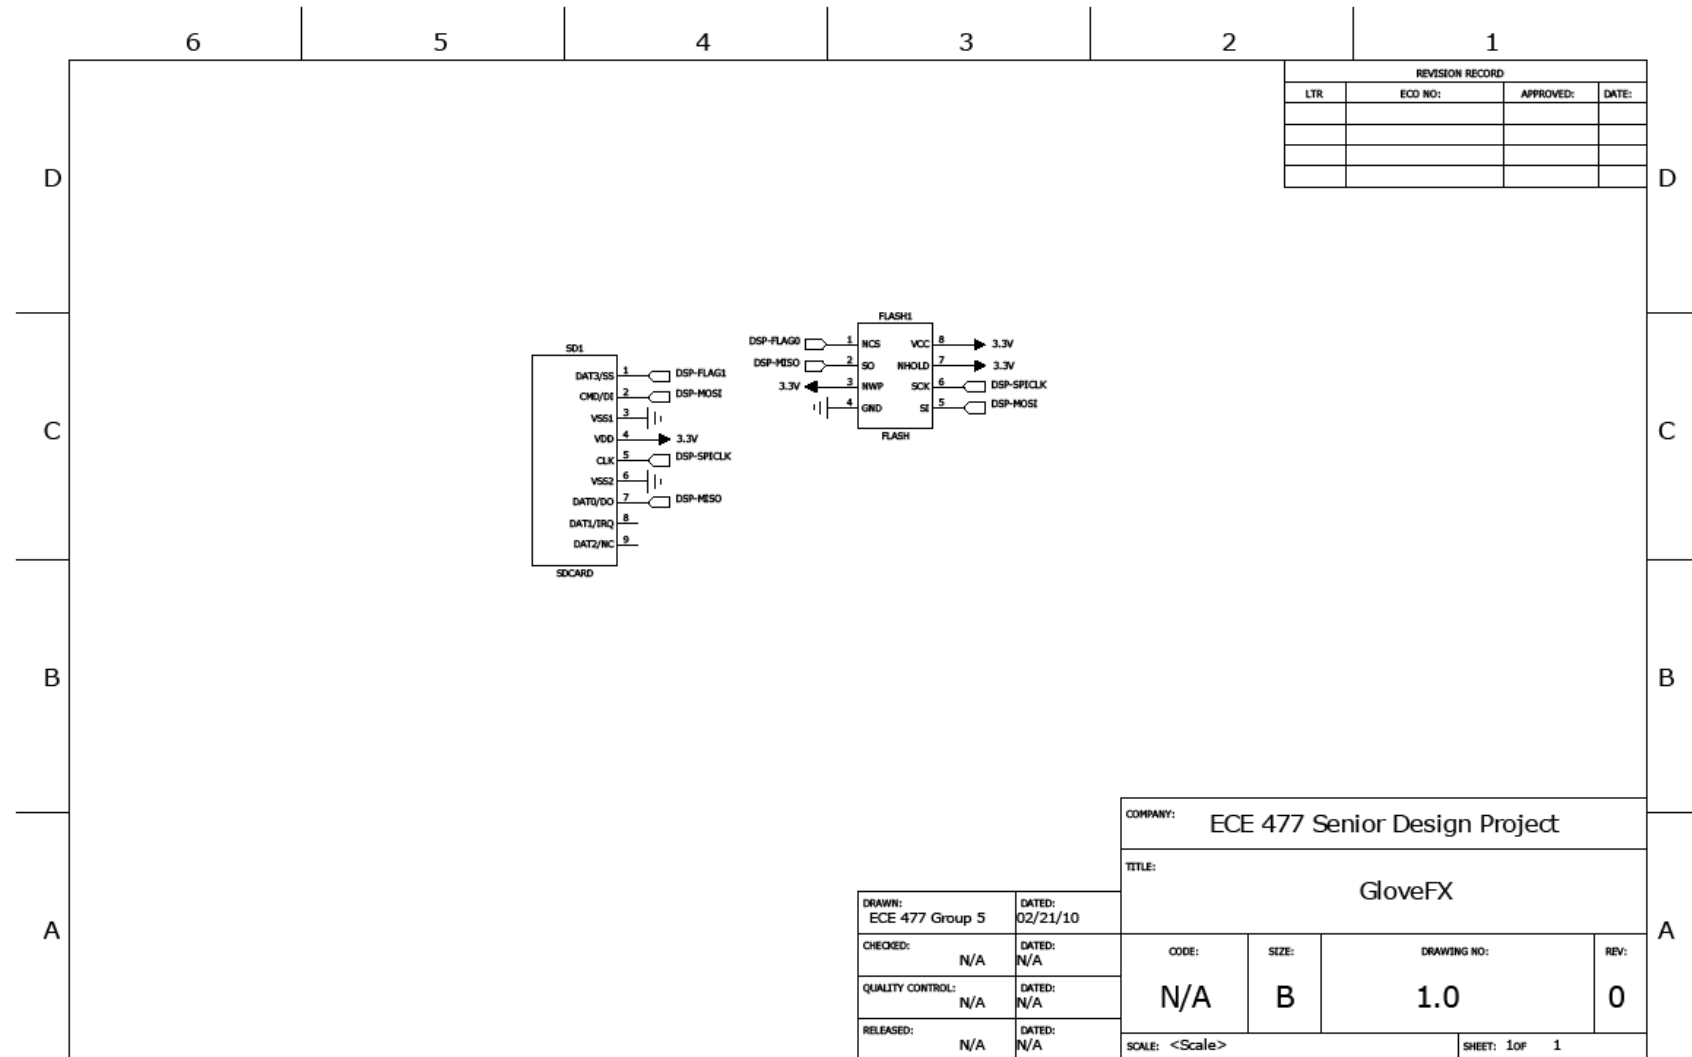 6 5 4 3 2 1
REVISION RECORD
LTR ECO NO: APPROVED: DATE:
D D
FLASH1
DSP-FLAG0 1 NCS VCC 8 3.3V
DSP-MISO 2 SO NHOLD 7 3.3V
3.3V 3 NWP SCK 6 DSP-SPICLK
4 GND SI 5 DSP-MOSI
FLASH
SD1
DAT3/SS 1 DSP-FLAG1
CMD/DI 2 DSP-MOSI
VSS1 3
VDD 4 3.3V
CLK 5 DSP-SPICLK
VSS2 6
DAT0/DO 7 DSP-MISO
DAT1/IRQ 8
DAT2/NC 9
SDCARD
C C
B B
COMPANY: ECE 477 Senior Design Project
TITLE:
GloveFX
DRAWN: DATED:
ECE 477 Group 5 02/21/10
A A
CHECKED: DATED:
N/A N/A
QUALITY CONTROL: DATED:
N/A N/A
RELEASED: DATED:
N/A N/A
CODE: SIZE: DRAWING NO: REV:
N/A B 1.0 0
SCALE: <Scale> SHEET: 1OF 1